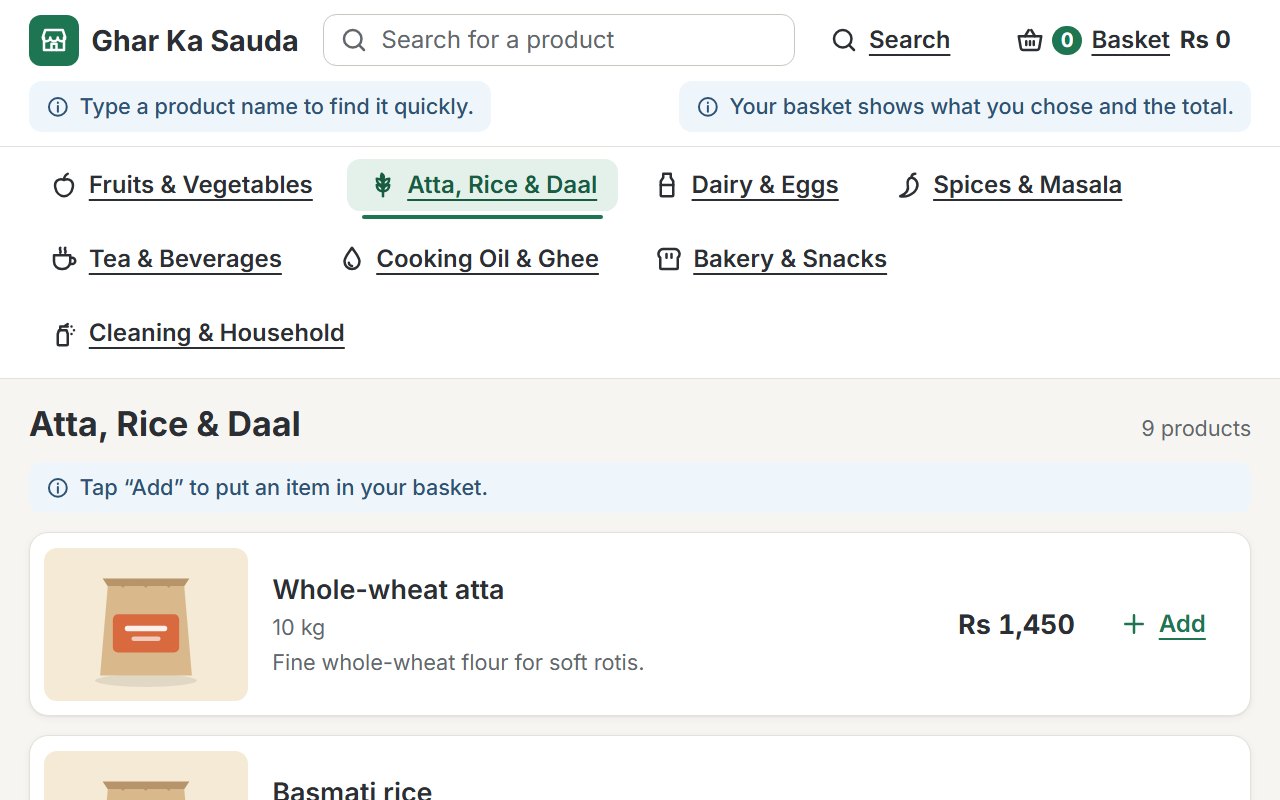 Ghar Ka Sauda
Search for a product
Search
0 Basket Rs 0
Type a product name to find it quickly.
Your basket shows what you chose and the total.
Fruits & Vegetables
Atta, Rice & Daal
Dairy & Eggs
Spices & Masala
Tea & Beverages
Cooking Oil & Ghee
Bakery & Snacks
Cleaning & Household
Atta, Rice & Daal
9 products
Tap “Add” to put an item in your basket.
Whole-wheat atta
10 kg
Fine whole-wheat flour for soft rotis.
Rs 1,450
Add
Basmati rice